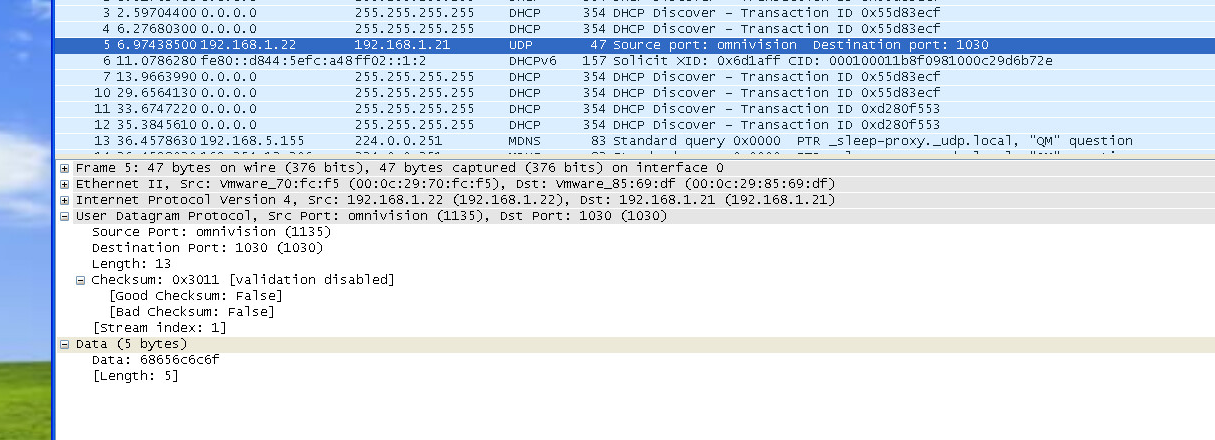 3 2.59704400 0.0.0.0 255.255.255.255 DHCP 354 DHCP Discover - Transaction ID 0x55d83ecf
4 6.27680300 0.0.0.0 255.255.255.255 DHCP 354 DHCP Discover - Transaction ID 0x55d83ecf
5 6.97438500 192.168.1.22 192.168.1.21 UDP 47 Source port: omnivision Destination port: 1030
6 11.0786280 fe80::d844:5efc:a48 ff02::1:2 DHCPv6 157 Solicit XID: 0x6d1aff CID: 000100011b8f0981000c29d6b72e
7 13.9663990 0.0.0.0 255.255.255.255 DHCP 354 DHCP Discover - Transaction ID 0x55d83ecf
10 29.6564130 0.0.0.0 255.255.255.255 DHCP 354 DHCP Discover - Transaction ID 0x55d83ecf
11 33.6747220 0.0.0.0 255.255.255.255 DHCP 354 DHCP Discover - Transaction ID 0xd280f553
12 35.3845610 0.0.0.0 255.255.255.255 DHCP 354 DHCP Discover - Transaction ID 0xd280f553
13 36.4578630 192.168.5.155 224.0.0.251 MDNS 83 Standard query 0x0000 PTR _sleep-proxy._udp.local, "QM" question
Frame 5: 47 bytes on wire (376 bits), 47 bytes captured (376 bits) on interface 0
Ethernet II, Src: Vmware_70:fc:f5 (00:0c:29:70:fc:f5), Dst: Vmware_85:69:df (00:0c:29:85:69:df)
Internet Protocol Version 4, Src: 192.168.1.22 (192.168.1.22), Dst: 192.168.1.21 (192.168.1.21)
User Datagram Protocol, Src Port: omnivision (1135), Dst Port: 1030 (1030)
Source Port: omnivision (1135)
Destination Port: 1030 (1030)
Length: 13
Checksum: 0x3011 [validation disabled]
[Good Checksum: False]
[Bad Checksum: False]
[Stream index: 1]
Data (5 bytes)
Data: 68656c6c6f
[Length: 5]